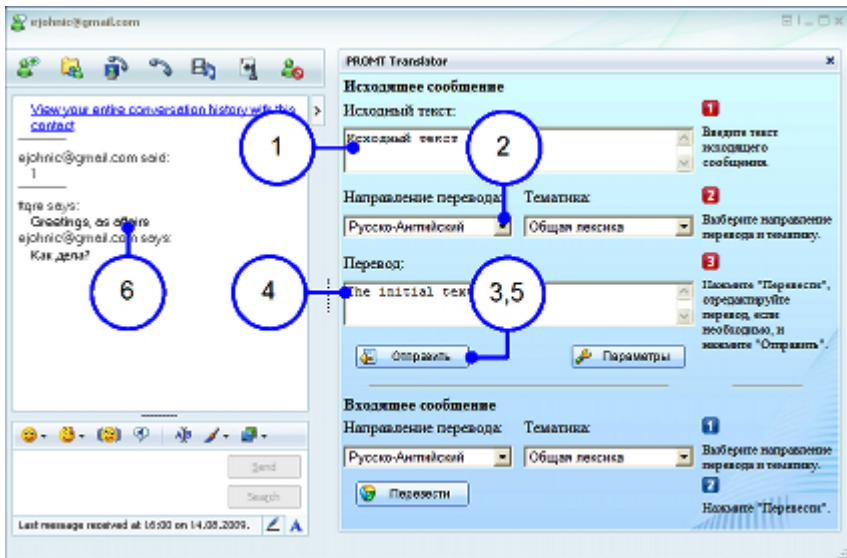 ejohnic@gmail.com
View your entire conversation history with this
contact
ejohnic@gmail.com said:
1
says:
Greetings, as affairs
ejohnic@gmail.com says:
Как дела?
6
Send
Search
Last message received at 16:00 on 14.08.2009.
PROMT Translator
Исходящее сообщение
Исходный текст:
1
Исходный текст
2
1
Введите текст
исходящего
сообщения.
Направление перевода:
Тематика:
2
Русско-Английский
Общая лексика
Выберите направление
перевода и тематику.
Перевод:
3
4
The initial text
3,5
Нажмите "Перевести",
отредактируйте
перевод, если
необходимо, и
нажмите "Отправить".
Отправить
Параметры
Входящее сообщение
Направление перевода:
Тематика:
1
Русско-Английский
Общая лексика
Выберите направление
перевода и тематику.
2
Перевести
Нажмите "Перевести".